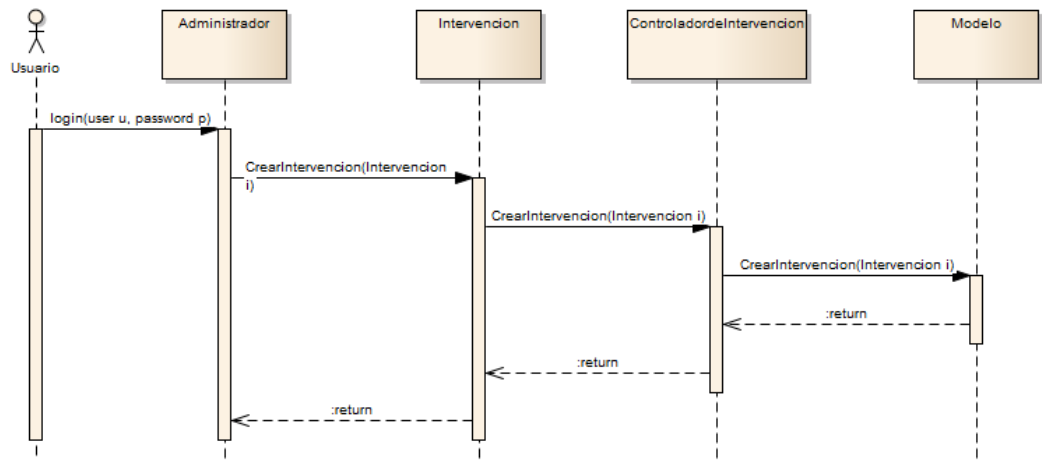 Administrador
Intervencion
ControladordeIntervencion
Modelo
Usuario
login(user u, password p)
CrearIntervencion(Intervencion
i)
CrearIntervencion(Intervencion i)
CrearIntervencion(Intervencion i)
:return
:return
:return